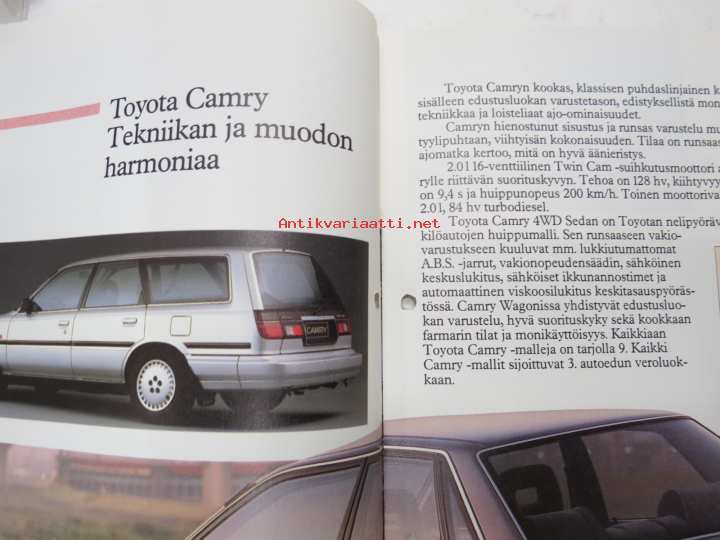 Toyota Camry
Tekniikan ja muodon
harmoniaa
CAMRY
Toyota Camryn kookas, klassisen puhdaslinjainen
sisälleen edustusluokan varustetason, edistyksellistä
tekniikkaa ja loisteliaat ajo-ominaisuudet.
Camryn hienostunut sisustus ja runsas varustelu
tyylipuhtaan, viihtyisän kokonaisuuden. Tilaa on
ajomatka kertoo, mitä on hyvä äänieristys.
2.0 l 16-venttiilinen Twin Cam -suihkutusmoottori
rylle riittävän suorituskyvyn. Tehoa on 128 hv,
on 9,4 s ja huippunopeus 200 km/h. Toinen
2.0 l, 84 hv turbodiesel.
Toyota Camry 4WD Sedan on Toyotan
kilöautojen huippumalli. Sen runsaaseen vakio-
varustukseen kuuluvat mm. lukkiutumattomat
A.B.S. -jarrut, vakionopeudensäädin, sähköinen
keskuslukitus, sähköiset ikkunannostimet ja
automaattinen viskoosilukitus keskitasauspyöräs-
tössä. Camry Wagonissa yhdistyvät edustusluo-
kan varustelu, hyvä suorituskyky sekä kookkaan
farmarin tilat ja monikäyttöisyys. Kaikkiaan
Toyota Camry -malleja on tarjolla 9. Kaikki
Camry -mallit sijoittuvat 3. autoedun veroluok-
kaan.
Antikvariaatti.net